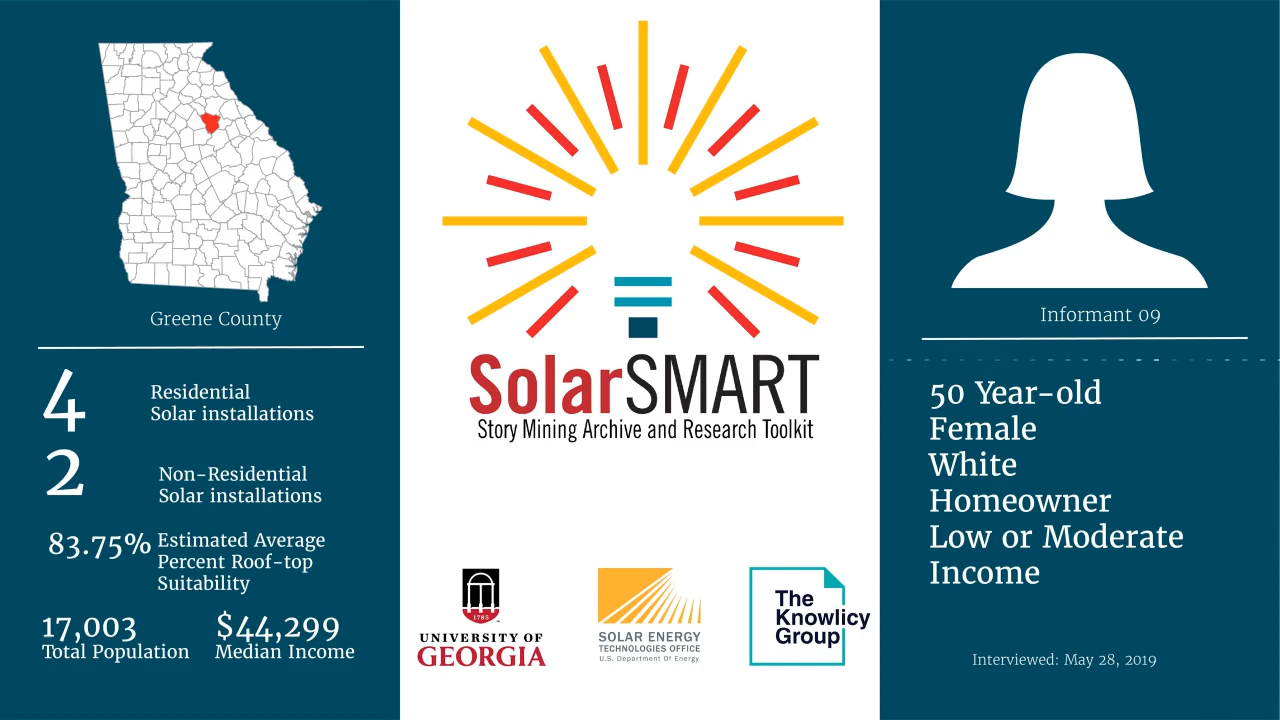 Greene County
4
Residential
Solar installations
2
Non-Residential
Solar installations
83.75%
Estimated Average
Percent Roof-top
Suitability
17,003
Total Population
$44,299
Median Income
SolarSMART
Story Mining Archive and Research Toolkit
1785
UNIVERSITY OF
GEORGIA
SOLAR ENERGY
TECHNOLOGIES OFFICE
U.S. Department Of Energy
The
Knowlicy
Group
Informant 09
50 Year-old
Female
White
Homeowner
Low or Moderate
Income
Interviewed: May 28, 2019